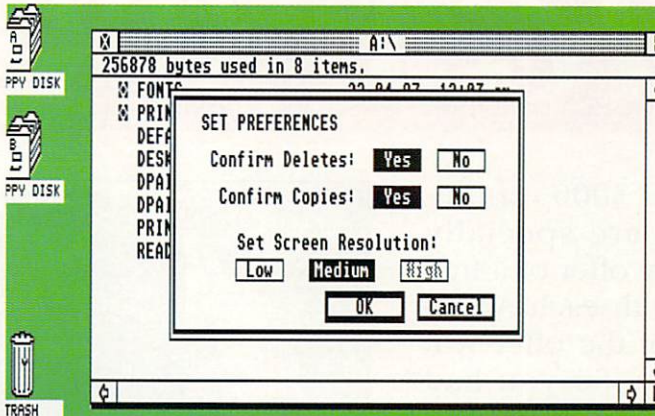 A:\
256878 bytes used in 8 items.
A
PPY DISK
B
PPY DISK
TRASH
FONTS
PRIN
DEFA
DESK
DPAI
DPAI
PRIN
READ
SET PREFERENCES
Confirm Deletes: Yes No
Confirm Copies: Yes No
Set Screen Resolution:
Low Medium High
OK Cancel